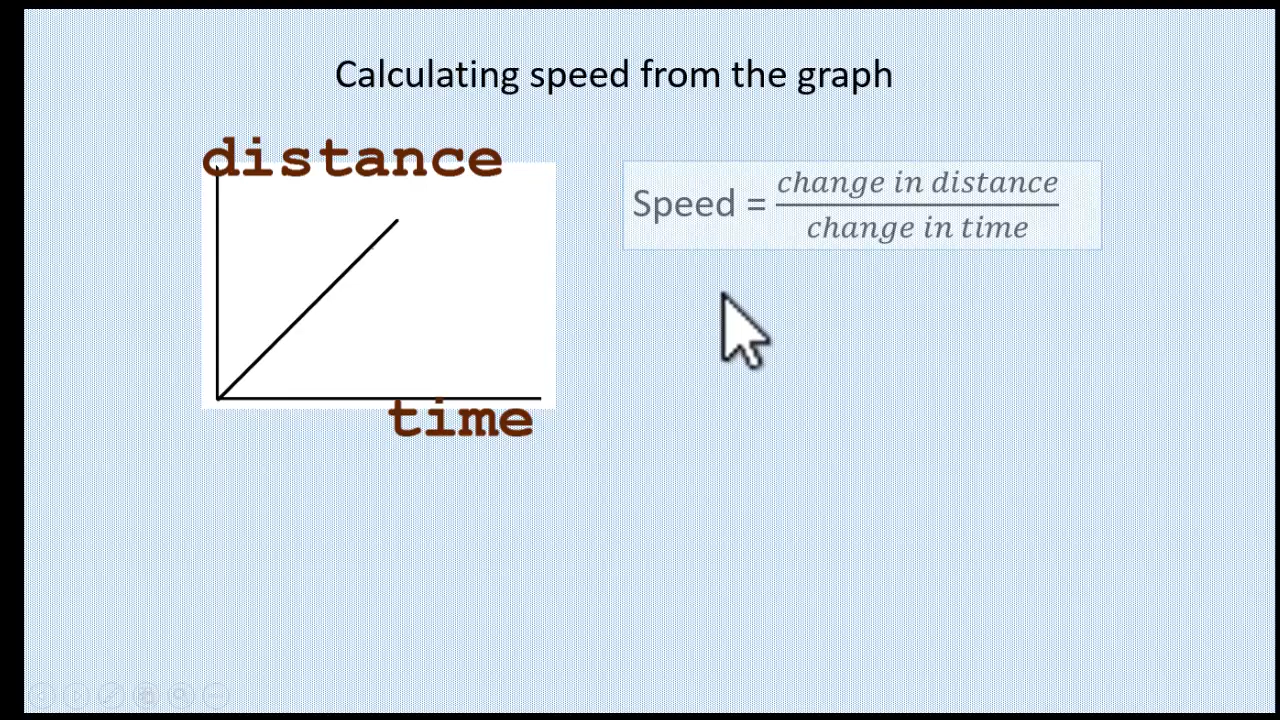 Calculating speed from the graph
distance
Speed = change in distance
change in time
time